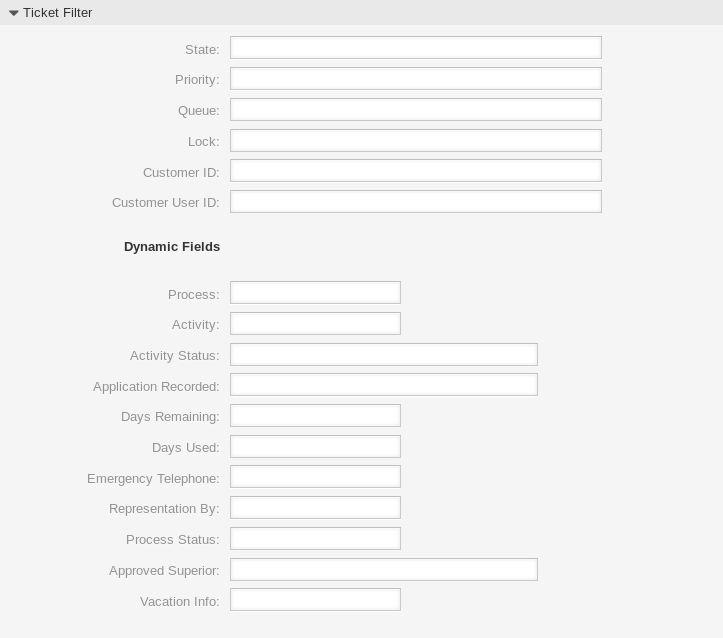 Ticket Filter
State:
Priority:
Queue:
Lock:
Customer ID:
Customer User ID:
Dynamic Fields
Process:
Activity:
Activity Status:
Application Recorded:
Days Remaining:
Days Used:
Emergency Telephone:
Representation By:
Process Status:
Approved Superior:
Vacation Info: